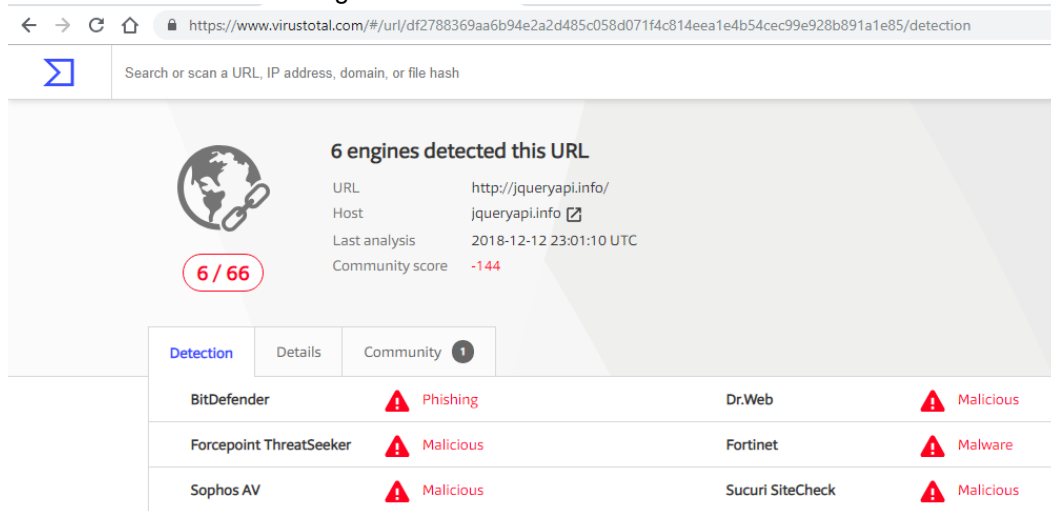 https://www.virustotal.com/#/url/df2788369aa6b94e2a2d485c058d071f4c814eea1e4b54cec99e928b891a1e85/detection
Search or scan a URL, IP address, domain, or file hash
6 engines detected this URL
URL http://jqueryapi.info/
Host jqueryapi.info
Last analysis 2018-12-12 23:01:10 UTC
Community score -144
6 / 66
Detection Details Community 1
BitDefender Phishing Dr.Web Malicious
Forcepoint ThreatSeeker Malicious Fortinet Malware
Sophos AV Malicious Sucuri SiteCheck Malicious